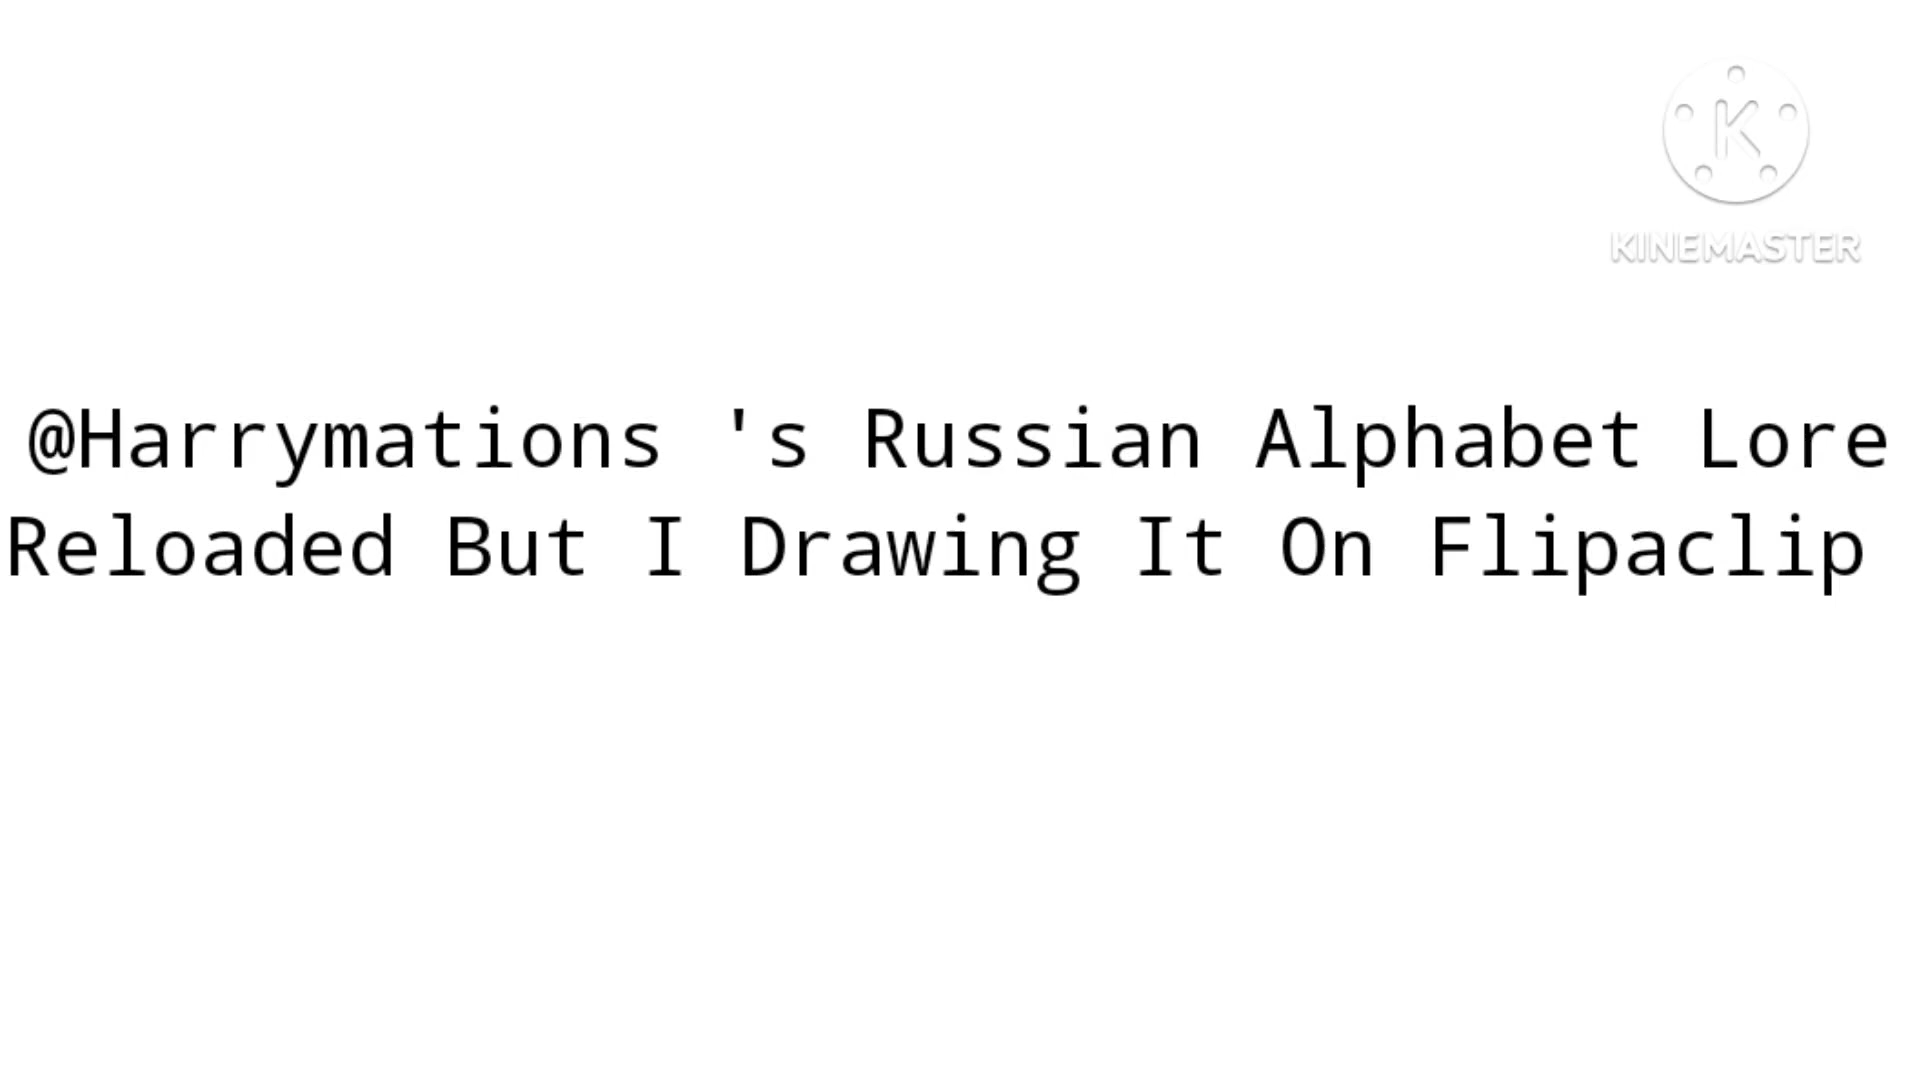 K
KINEMASTER
@Harrymations 's Russian Alphabet Lore
Reloaded But I Drawing It On Flipaclip